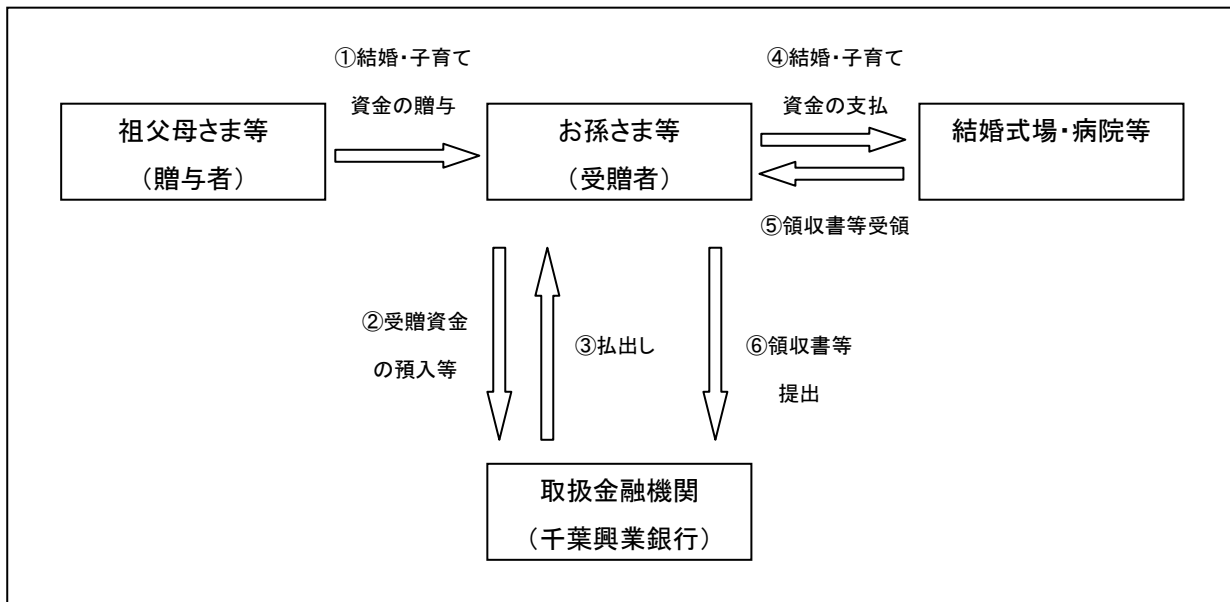 ①結婚・子育て
資金の贈与
④結婚・子育て
資金の支払
祖父母さま等
（贈与者）
お孫さま等
（受贈者）
結婚式場・病院等
⑤領収書等受領
②受贈資金
の預入等
③払出し
⑥領収書等
提出
取扱金融機関
（千葉興業銀行）